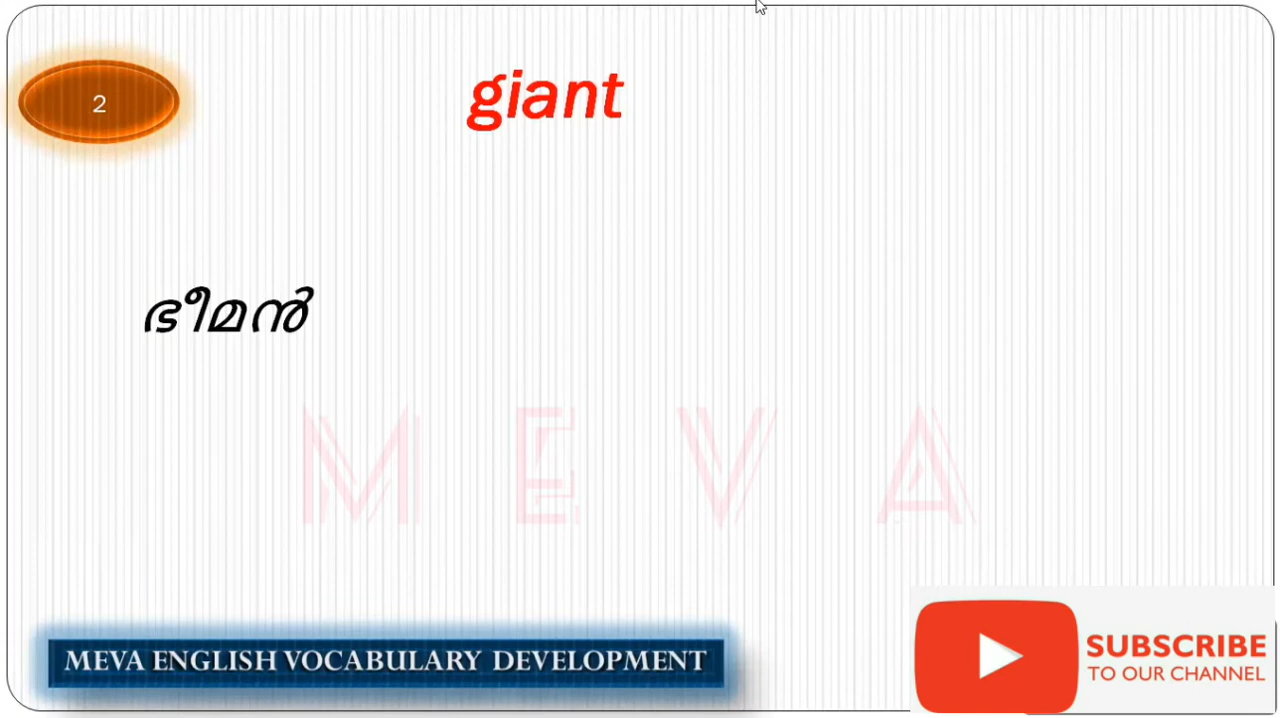 2
giant
ഭീമൻ
MEVA
MEVA ENGLISH VOCABULARY DEVELOPMENT
SUBSCRIBE
TO OUR CHANNEL